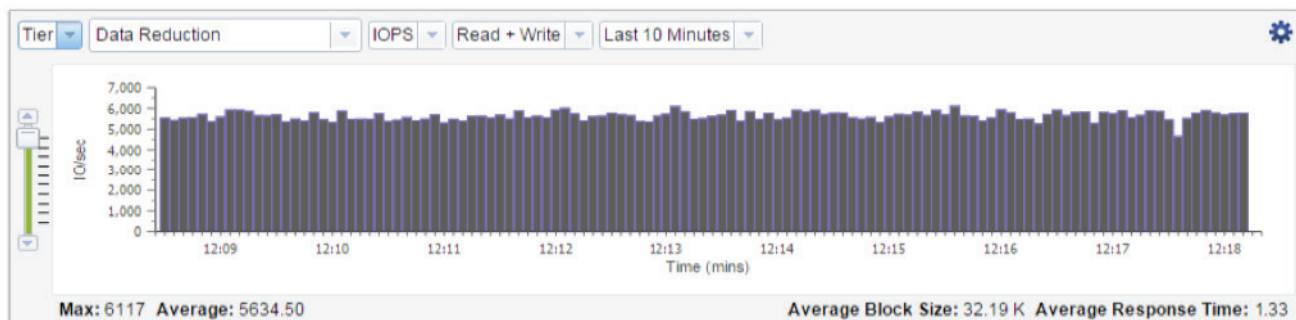 Tier Data Reduction IOPS Read + Write Last 10 Minutes
7,000
6,000
5,000
4,000
3,000
2,000
1,000
0
IO/sec
12:09 12:10 12:11 12:12 12:13 12:14 12:15 12:16 12:17 12:18
Time (mins)
Max: 6117 Average: 5634.50 Average Block Size: 32.19 K Average Response Time: 1.33